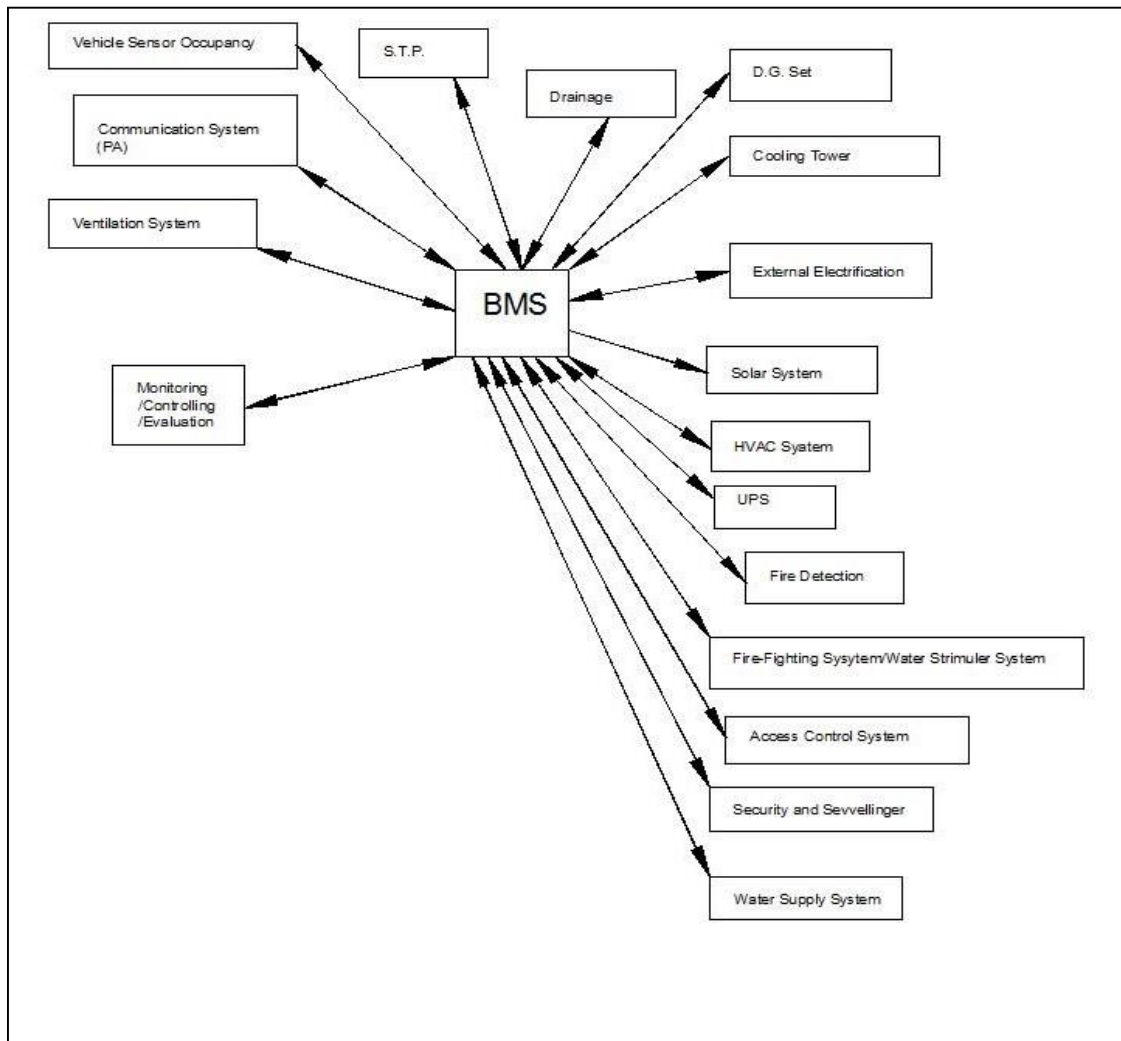 Vehicle Sensor Occupancy
S.T.P.
D.G. Set
Drainage
Communication System
(PA)
Cooling Tower
Ventilation System
External Electrification
BMS
Solar System
Monitoring
/Controlling
/Evaluation
HVAC Syatem
UPS
Fire Detection
Fire-Fighting Sysytem/Water Strimuler System
Access Control System
Security and Sevvellinger
Water Supply System